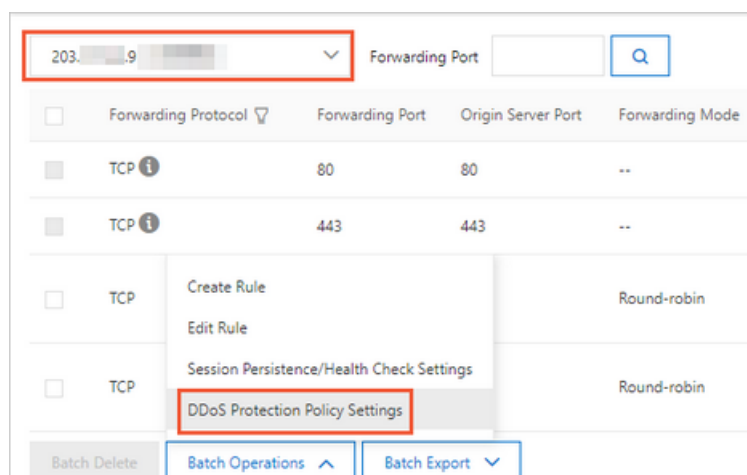 203. .9 Forwarding Port
Forwarding Protocol Forwarding Port Origin Server Port Forwarding Mode
TCP 80 80 --
TCP 443 443 --
Create Rule
TCP Round-robin
Edit Rule
Session Persistence/Health Check Settings
TCP Round-robin
DDoS Protection Policy Settings
Batch Delete Batch Operations Batch Export